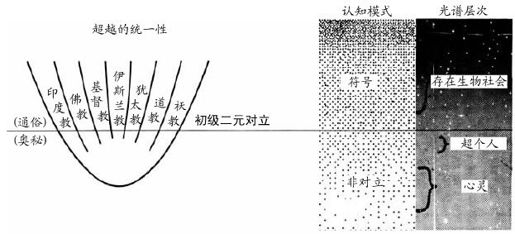 超越的统一性
认知模式
光谱层次
印度教
佛教
基督教
伊斯兰教
犹太教
道教
祆教
符号
存在生物社会
(通俗)
初级二元对立
(奥秘)
超个人
非对立
心灵